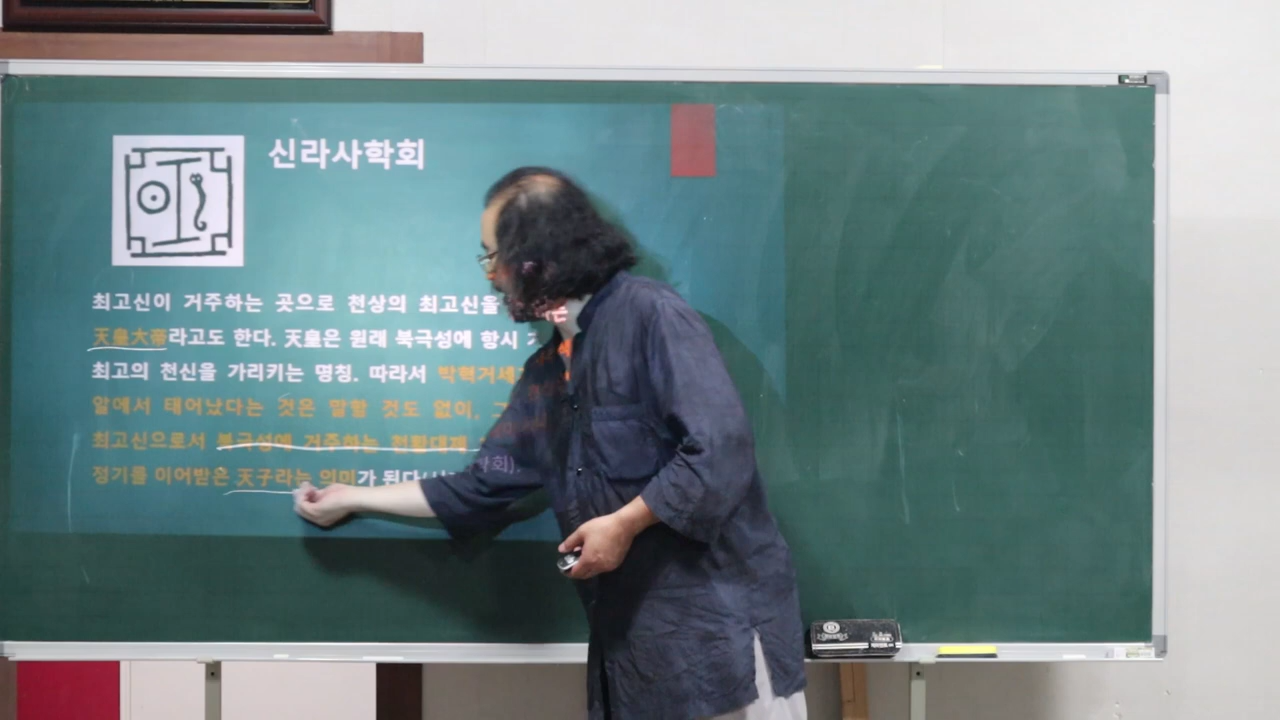 신라사학회
최고신이 거주하는 곳으로 천상의 최고신을
天皇大帝라고도 한다. 天皇은 원래 북극성에 항시
최고의 천신을 가리키는 명칭. 따라서 박혁거세
알에서 태어났다는 것은 말할 것도 없이,
최고신으로서 북극성에 거주하는 천황대제
정기를 이어받은 天子라는 의미가 된다